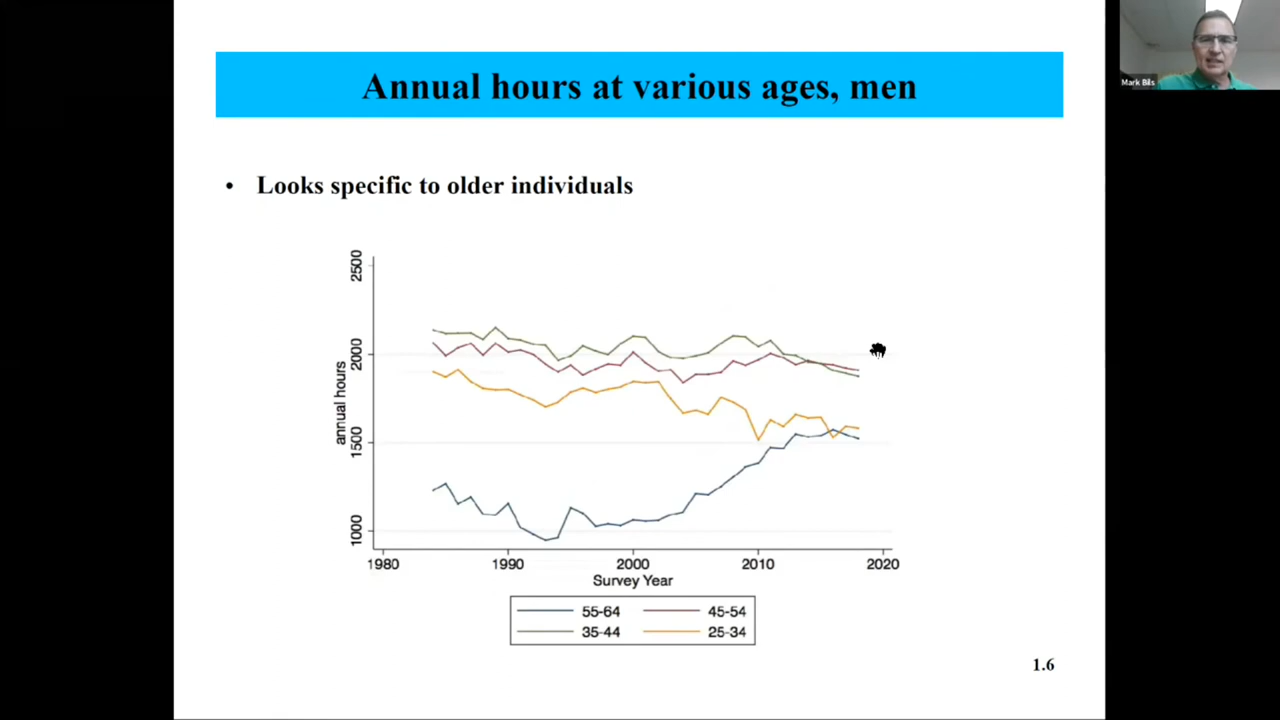 Annual hours at various ages, men
Mark Bils
• Looks specific to older individuals
2500
2000
1500
1000
annual hours
1980 1990 2000 2010 2020
Survey Year
55-64 45-54
35-44 25-34
1.6